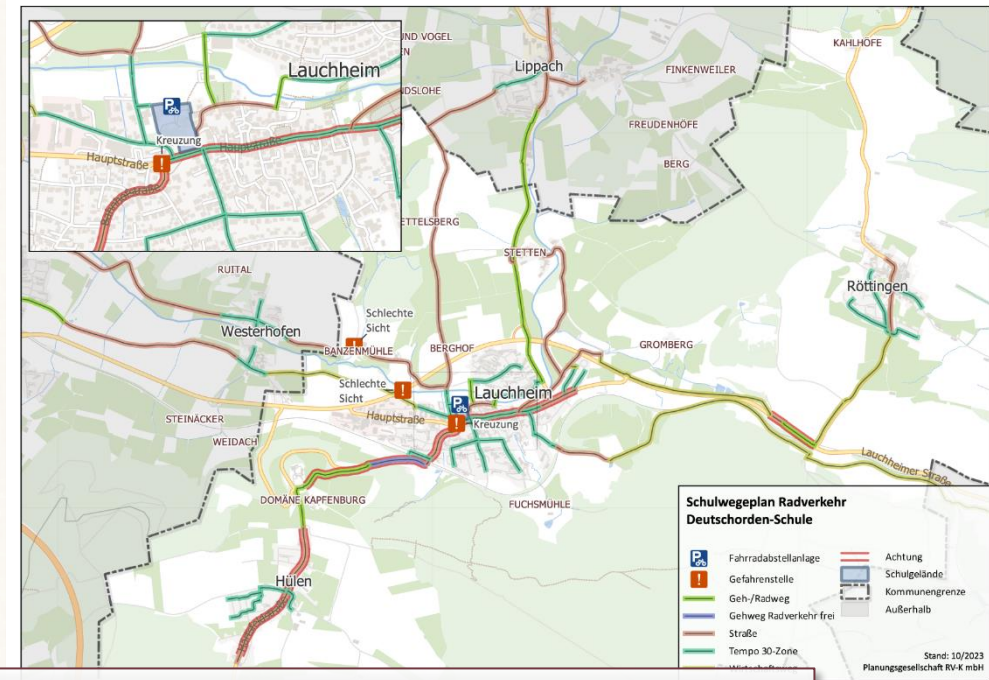 Lauchheim
Kreuzung
Hauptstraße
Hauptstraße
UND VOGEL
Lippach
FINKENWEILER
KAHLHÖFE
FREUDENHÖFE
BERG
STETTEN
RUITAL
Röttingen
Schlechte
Sicht
Westerhofen
BANZENMÜHLE
BERGHOF
GROMBERG
Schlechte
Sicht
Lauchheim
STEINÄCKER
Hauptstraße
Kreuzung
WEIDACH
Lauchheimer Straße
DOMÄNE KAPFENBURG
FUCHSMÜHLE
Hülen
Schulwegeplan Radverkehr
Deutschorden-Schule
Fahrradabstellanlage
Gefahrenstelle
Geh-/Radweg
Gehweg Radverkehr frei
Straße
Tempo 30-Zone
Achtung
Schulgelände
Kommunengrenze
Außerhalb
Stand: 10/2023
Planungsgesellschaft RV-K mbH